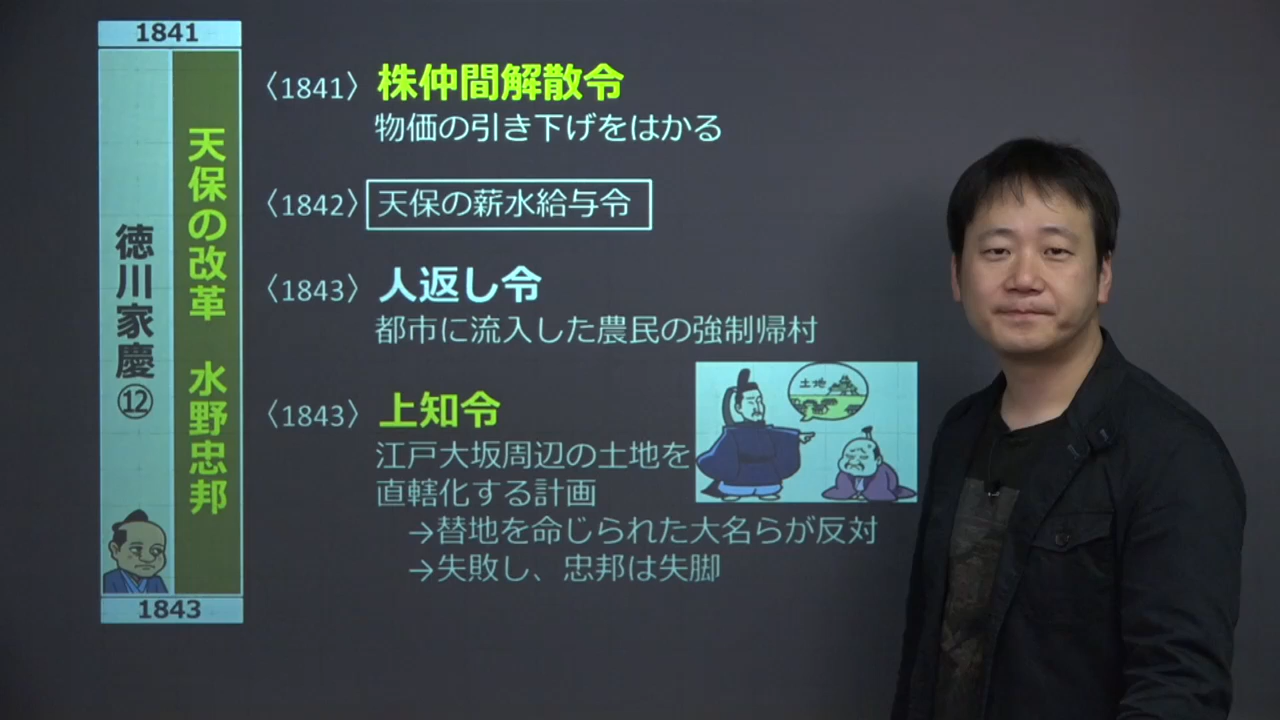 1841
徳川家慶⑫
天保の改革 水野忠邦
1843
〈1841〉 株仲間解散令
物価の引き下げをはかる
〈1842〉 天保の薪水給与令
〈1843〉 人返し令
都市に流入した農民の強制帰村
〈1843〉 上知令
江戸大坂周辺の土地を
直轄化する計画
→替地を命じられた大名らが反対
→失敗し、忠邦は失脚
土地